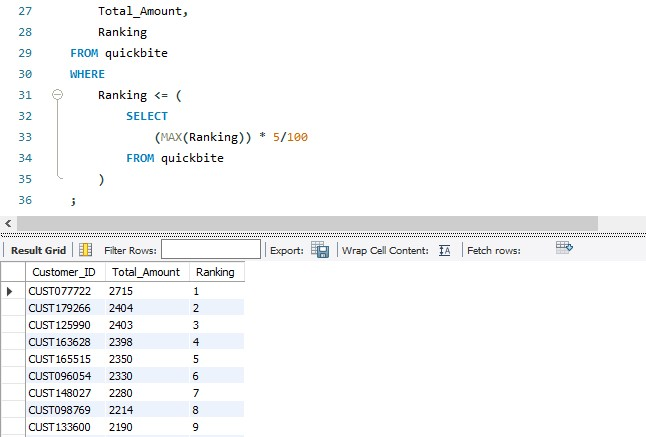 27 Total_Amount,
28 Ranking
29 FROM quickbite
30 WHERE
31 Ranking <= (
32 SELECT
33 (MAX(Ranking)) * 5/100
34 FROM quickbite
35 )
36 ;
Result Grid Filter Rows: Export: Wrap Cell Content: IA Fetch rows:
Customer_ID Total_Amount Ranking
CUST077722 2715 1
CUST179266 2404 2
CUST125990 2403 3
CUST163628 2398 4
CUST165515 2350 5
CUST096054 2330 6
CUST148027 2280 7
CUST098769 2214 8
CUST133600 2190 9